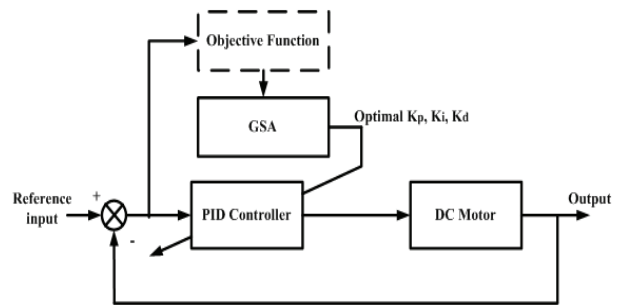 Objective Function
GSA
Optimal Kp, Ki, Kd
Reference
input
+
-
PID Controller
DC Motor
Output